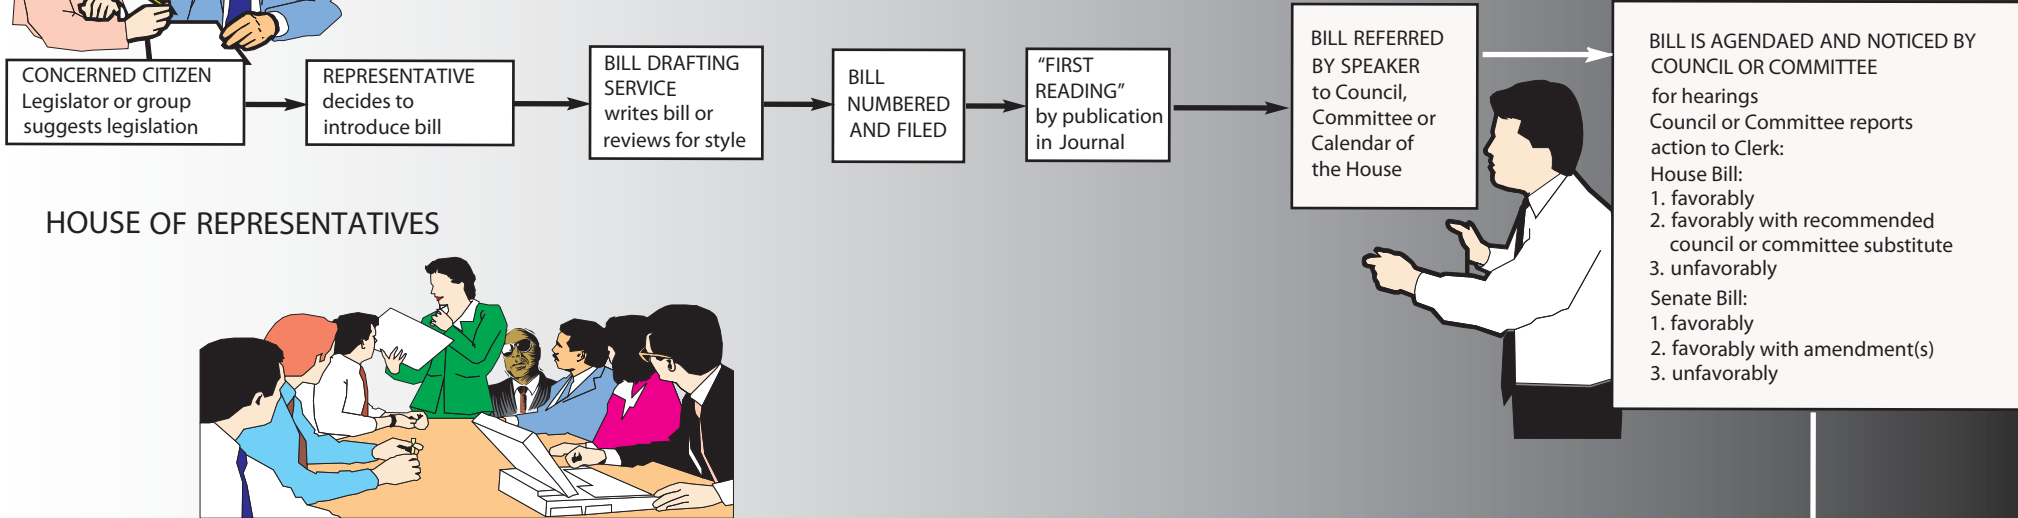 CONCERNED CITIZEN
Legislator or group
suggests legislation
REPRESENTATIVE
decides to
introduce bill
BILL DRAFTING
SERVICE
writes bill or
reviews for style
BILL
NUMBERED
AND FILED
“FIRST
READING”
by publication
in Journal
BILL REFERRED
BY SPEAKER
to Council,
Committee or
Calendar of
the House
BILL IS AGENDAED AND NOTICED BY
COUNCIL OR COMMITTEE
for hearings
Council or Committee reports
action to Clerk:
House Bill:
1. favorably
2. favorably with recommended
council or committee substitute
3. unfavorably
Senate Bill:
1. favorably
2. favorably with amendment(s)
3. unfavorably
HOUSE OF REPRESENTATIVES